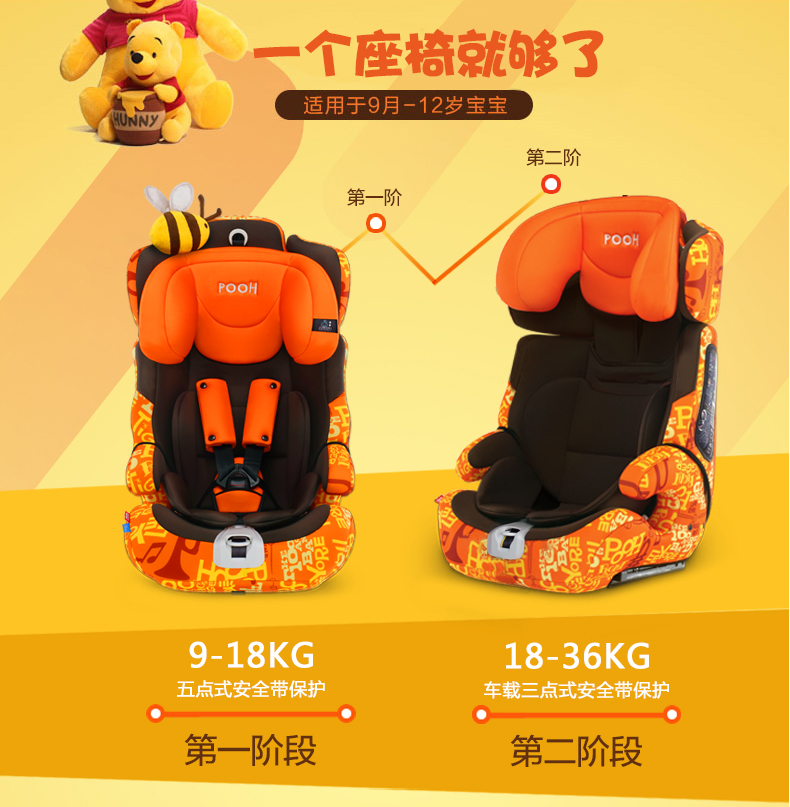 一个座椅就够了
HUNNY
适用于9月-12岁宝宝
第二阶
第一阶
POOH
POOH
9-18KG
五点式安全带保护
第一阶段
18-36KG
车载三点式安全带保护
第二阶段